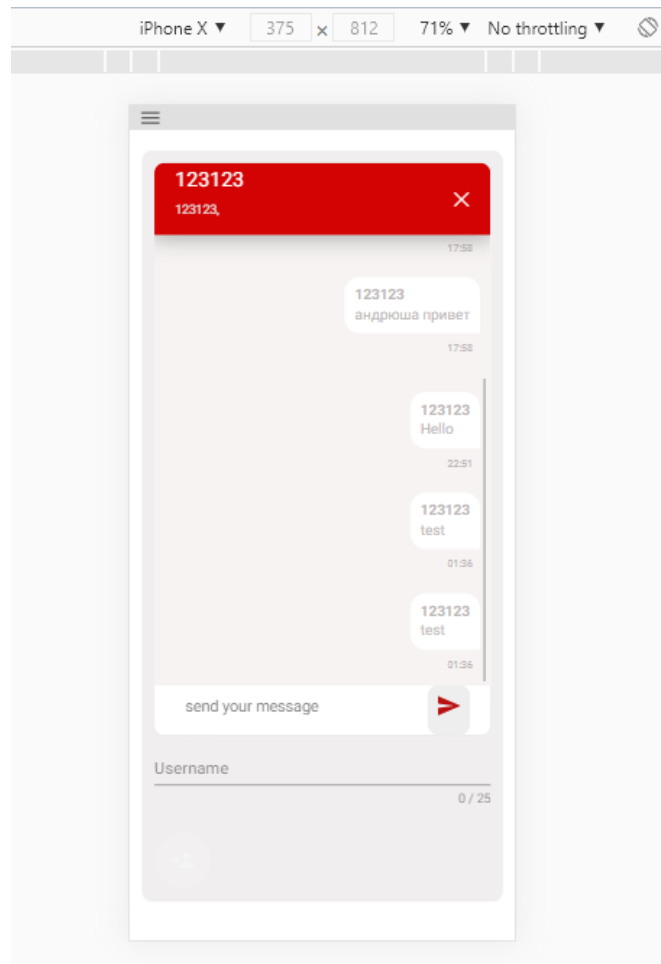 iPhone X ▼ 375 × 812 71% ▼ No throttling ▼
123123
123123,
17:58
123123
андрюша привет
17:58
123123
Hello
22:51
123123
test
01:36
123123
test
01:36
send your message
Username
0 / 25